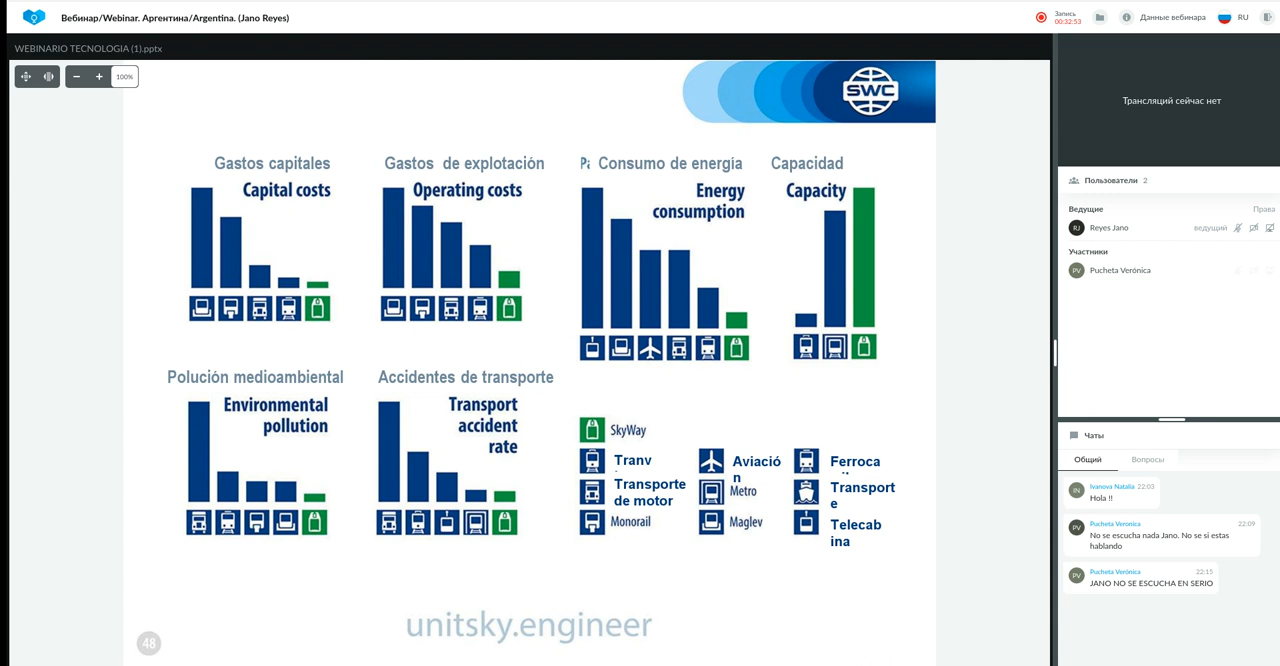 Вебинар/Webinar. Аргентина/Argentina. (Jano Reyes)
Запись
00:32:53
Данные вебинара
RU
WEBINARIO TECNOLOGIA (1).pptx
100%
SWC
Gastos capitales
Capital costs
Gastos de explotación
Operating costs
Consumo de energía
Energy
consumption
Capacidad
Capacity
Polución medioambiental
Environmental
pollution
Accidentes de transporte
Transport
accident
rate
SkyWay
Tranv
Transporte
de motor
Monorail
Aviació
n
Metro
Maglev
Ferroca
Transport
e
Telecab
ina
unitsky.engineer
48
Трансляций сейчас нет
Пользователи 2
Ведущие
Права
RJ
Reyes Jano
ведущий
Участники
PV
Pucheta Verónica
Чаты
Общий
Вопросы
IN
Ivanova Natalia 22:03
Hola !!
PV
Pucheta Veronica 22:09
No se escucha nada Jano. No se si estas
hablando
PV
Pucheta Verónica 22:15
JANO NO SE ESCUCHA EN SERIO